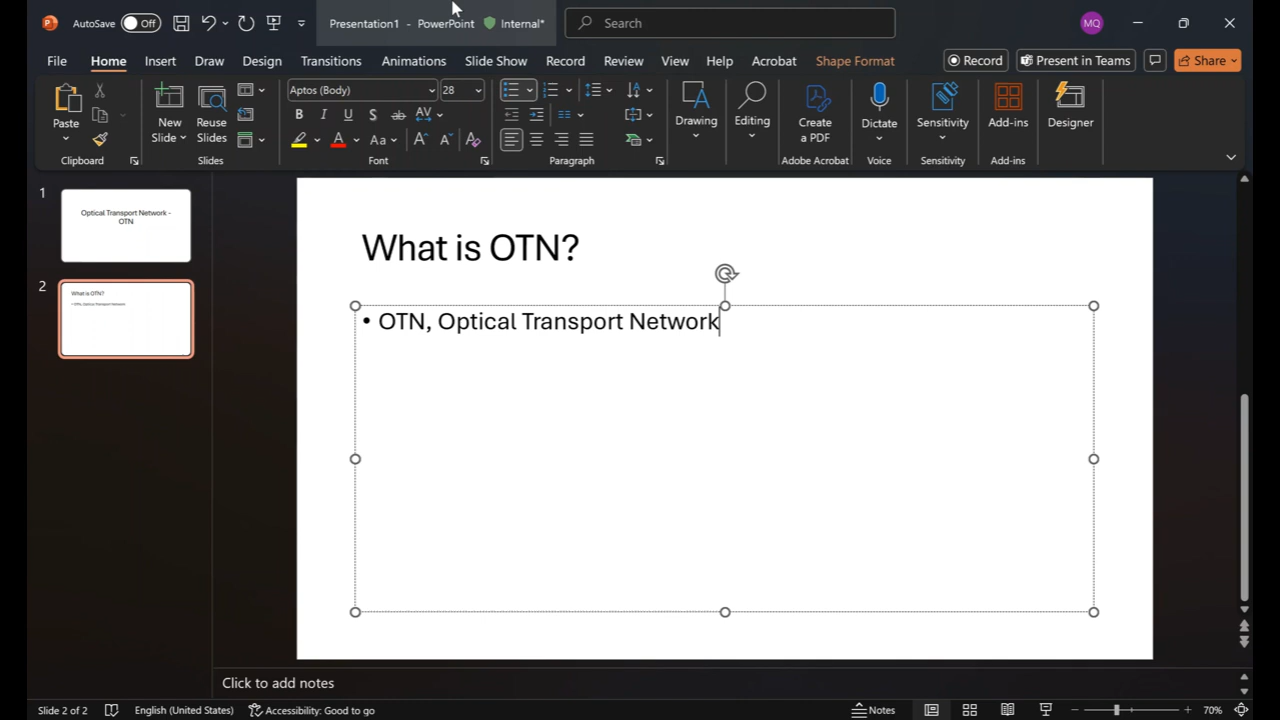 AutoSave Off
Presentation1 - PowerPoint
Internal*
Search
MQ
File Home Insert Draw Design Transitions Animations Slide Show Record Review View Help Acrobat Shape Format
Record
Present in Teams
Share
Paste
Clipboard
New Slide
Reuse Slides
Slides
Aptos (Body) 28
B I U S ab AV
A Aa A A A
Font
Paragraph
Drawing
Editing
Create a PDF
Adobe Acrobat
Dictate
Voice
Sensitivity
Sensitivity
Add-ins
Add-ins
Designer
1
Optical Transport Network -
OTN
2
What is OTN?
• OTN, Optical Transport Network
What is OTN?
• OTN, Optical Transport Network
Click to add notes
Slide 2 of 2 English (United States) Accessibility: Good to go Notes 70%